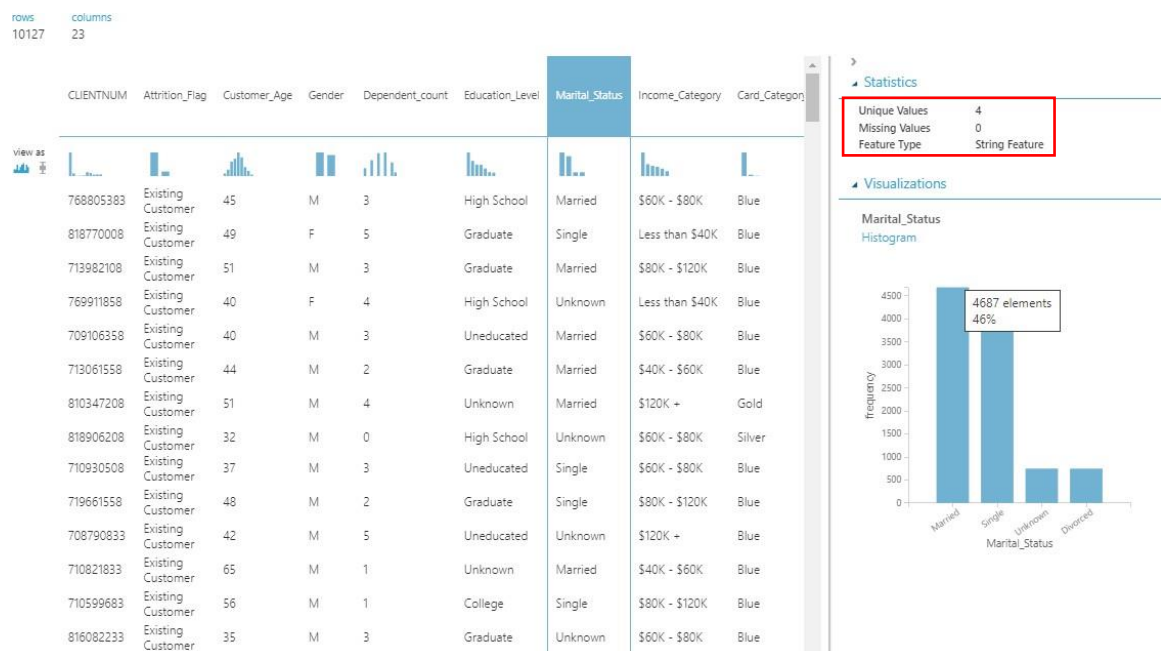 rows columns
10127 23
CLIENTNUM Attrition_Flag Customer_Age Gender Dependent_count Education_Level Marital_Status Income_Category Card_Category
view as
768805383 Existing Customer 45 M 3 High School Married $60K - $80K Blue
818770008 Existing Customer 49 F 5 Graduate Single Less than $40K Blue
713982108 Existing Customer 51 M 3 Graduate Married $80K - $120K Blue
769911858 Existing Customer 40 F 4 High School Unknown Less than $40K Blue
709106358 Existing Customer 40 M 3 Uneducated Married $60K - $80K Blue
713061558 Existing Customer 44 M 2 Graduate Married $40K - $60K Blue
810347208 Existing Customer 51 M 4 Unknown Married $120K + Gold
818906208 Existing Customer 32 M 0 High School Unknown $60K - $80K Silver
710930508 Existing Customer 37 M 3 Uneducated Single $60K - $80K Blue
719661558 Existing Customer 48 M 2 Graduate Single $80K - $120K Blue
708790833 Existing Customer 42 M 5 Uneducated Unknown $120K + Blue
710821833 Existing Customer 65 M 1 Unknown Married $40K - $60K Blue
710599683 Existing Customer 56 M 1 College Single $80K - $120K Blue
816082233 Existing Customer 35 M 3 Graduate Unknown $60K - $80K Blue
Statistics
Unique Values 4
Missing Values 0
Feature Type String Feature
Visualizations
Marital_Status
Histogram
4687 elements
46%
4500
4000
3500
3000
2500
2000
1500
1000
500
0
frequency
Married Single Unknown Divorced
Marital_Status